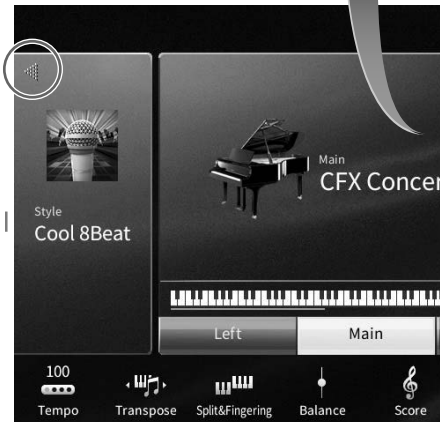 Style
Cool 8Beat
Main
CFX Concer
Left
Main
100
Tempo
Transpose
Split&Fingering
Balance
Score